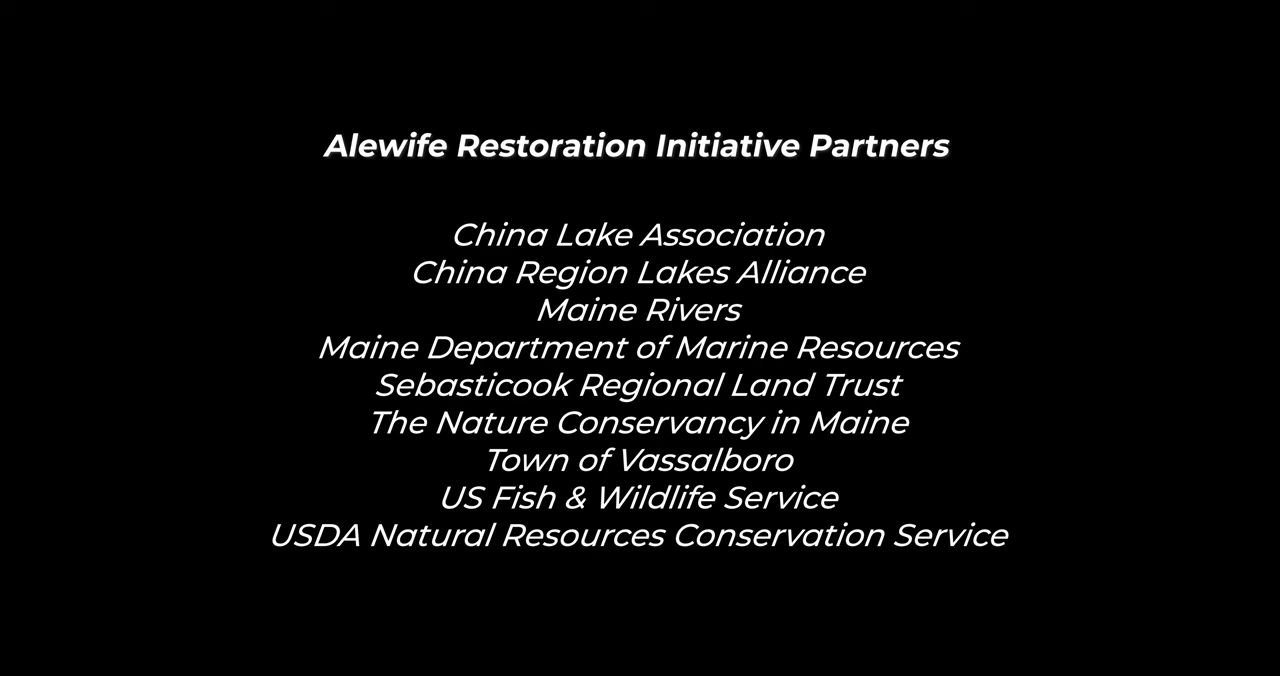 Alewife Restoration Initiative Partners
China Lake Association
China Region Lakes Alliance
Maine Rivers
Maine Department of Marine Resources
Sebasticook Regional Land Trust
The Nature Conservancy in Maine
Town of Vassalboro
US Fish & Wildlife Service
USDA Natural Resources Conservation Service